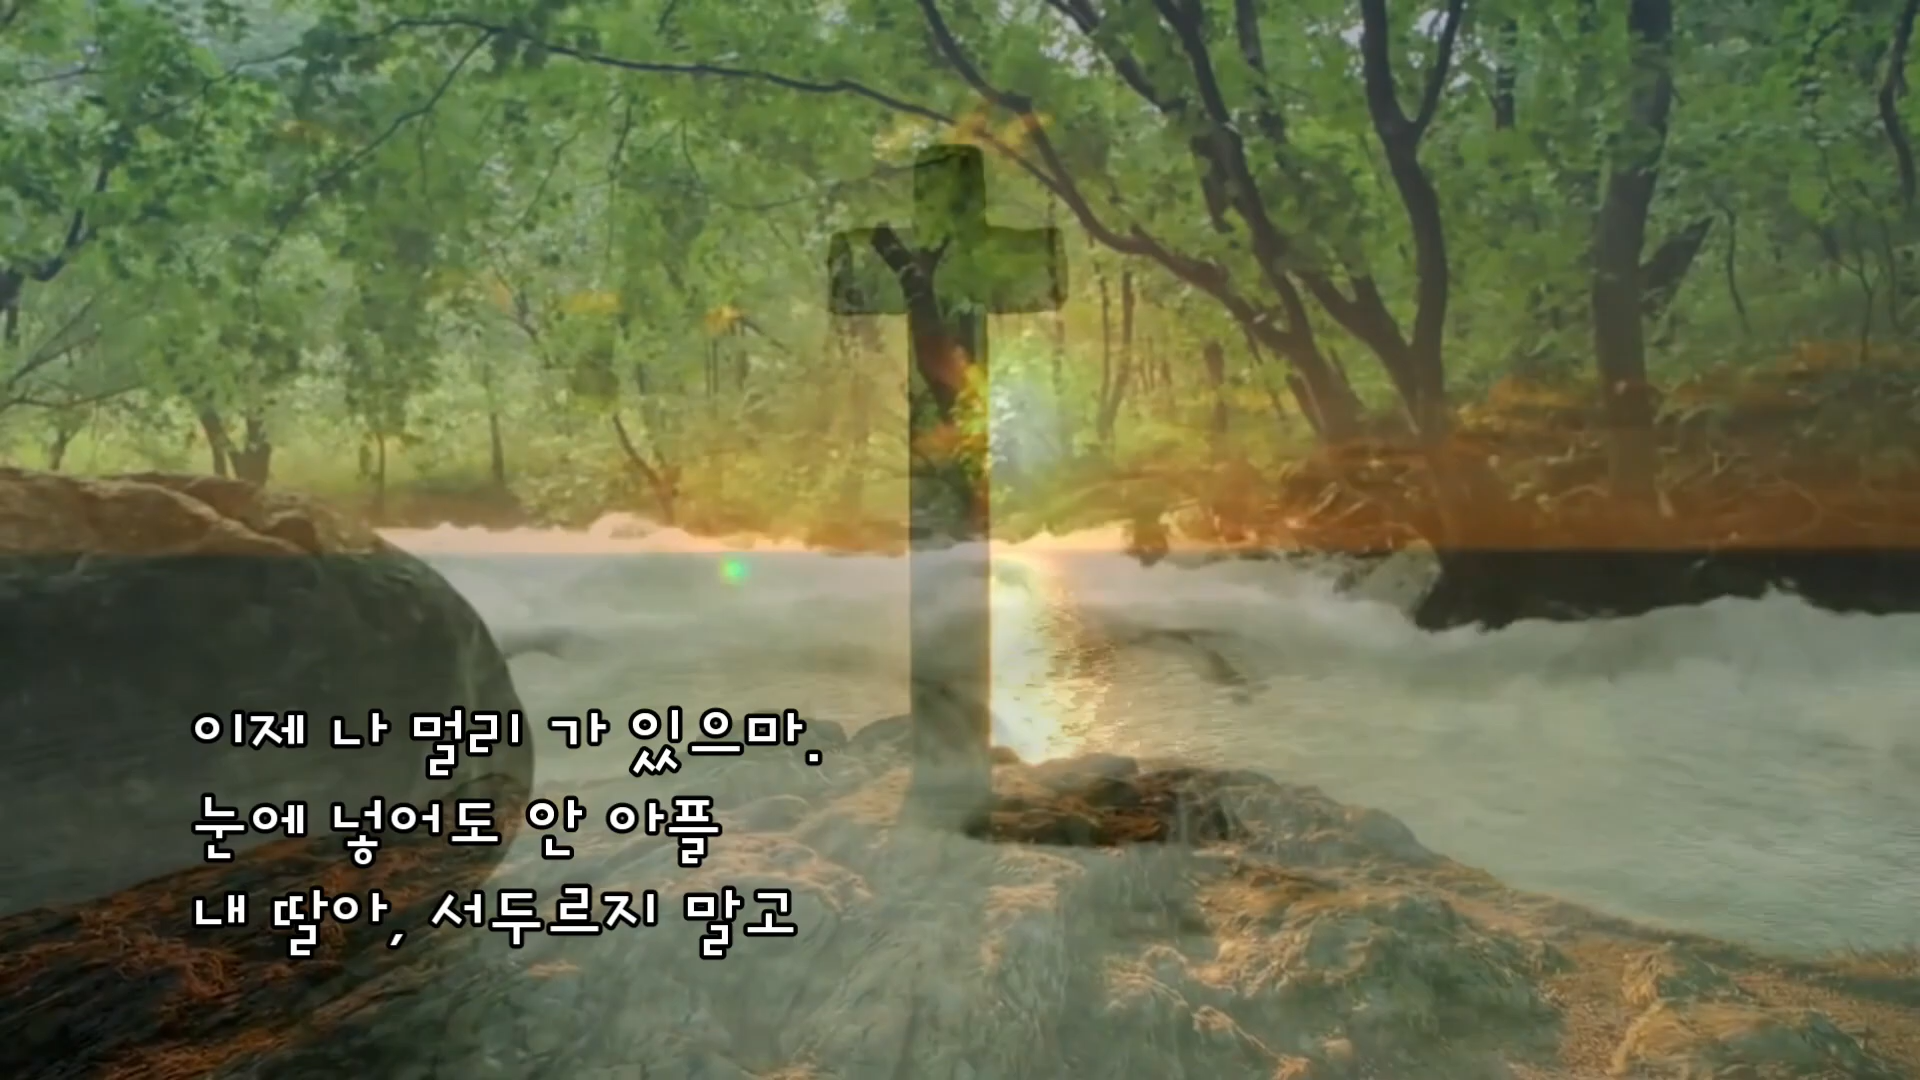 이제 나 멀리 가 있으마.
눈에 넣어도 안 아플
내 딸아, 서두르지 말고